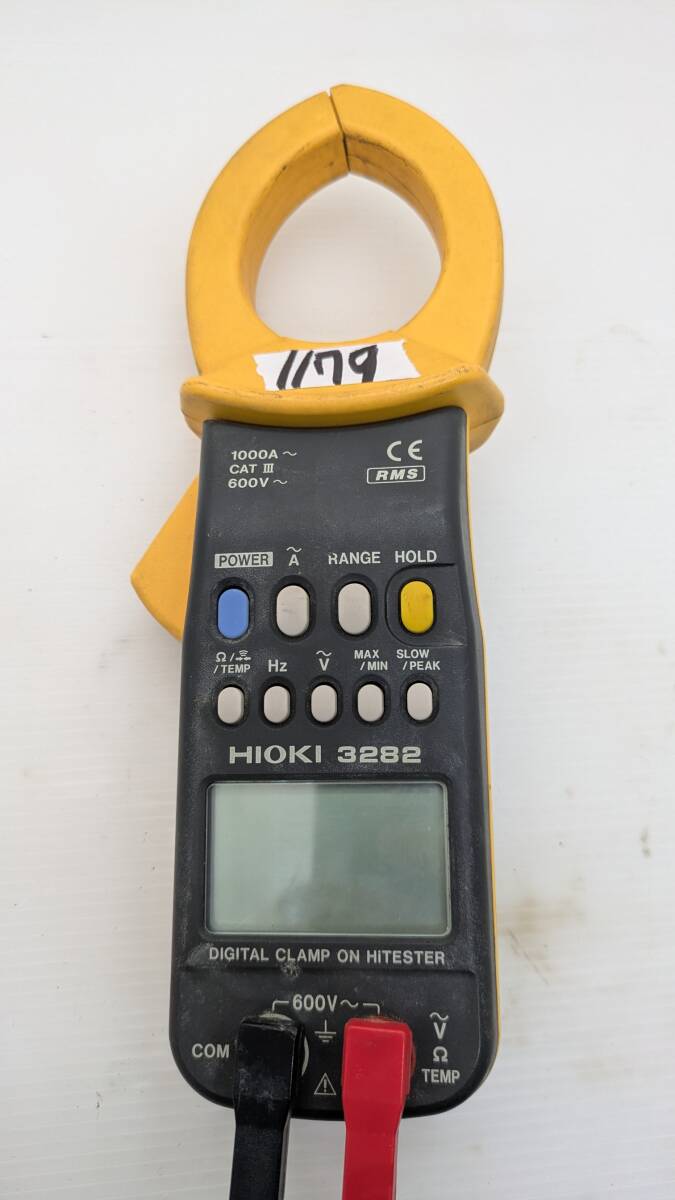 1179
1000A ~
CAT III
600V ~
CE
RMS
POWER
~
A
RANGE
HOLD
Ω/
/TEMP
Hz
~
V
MAX
/MIN
SLOW
/PEAK
HIOKI 3282
DIGITAL CLAMP ON HITESTER
600V~
COM
~
V
Ω
TEMP